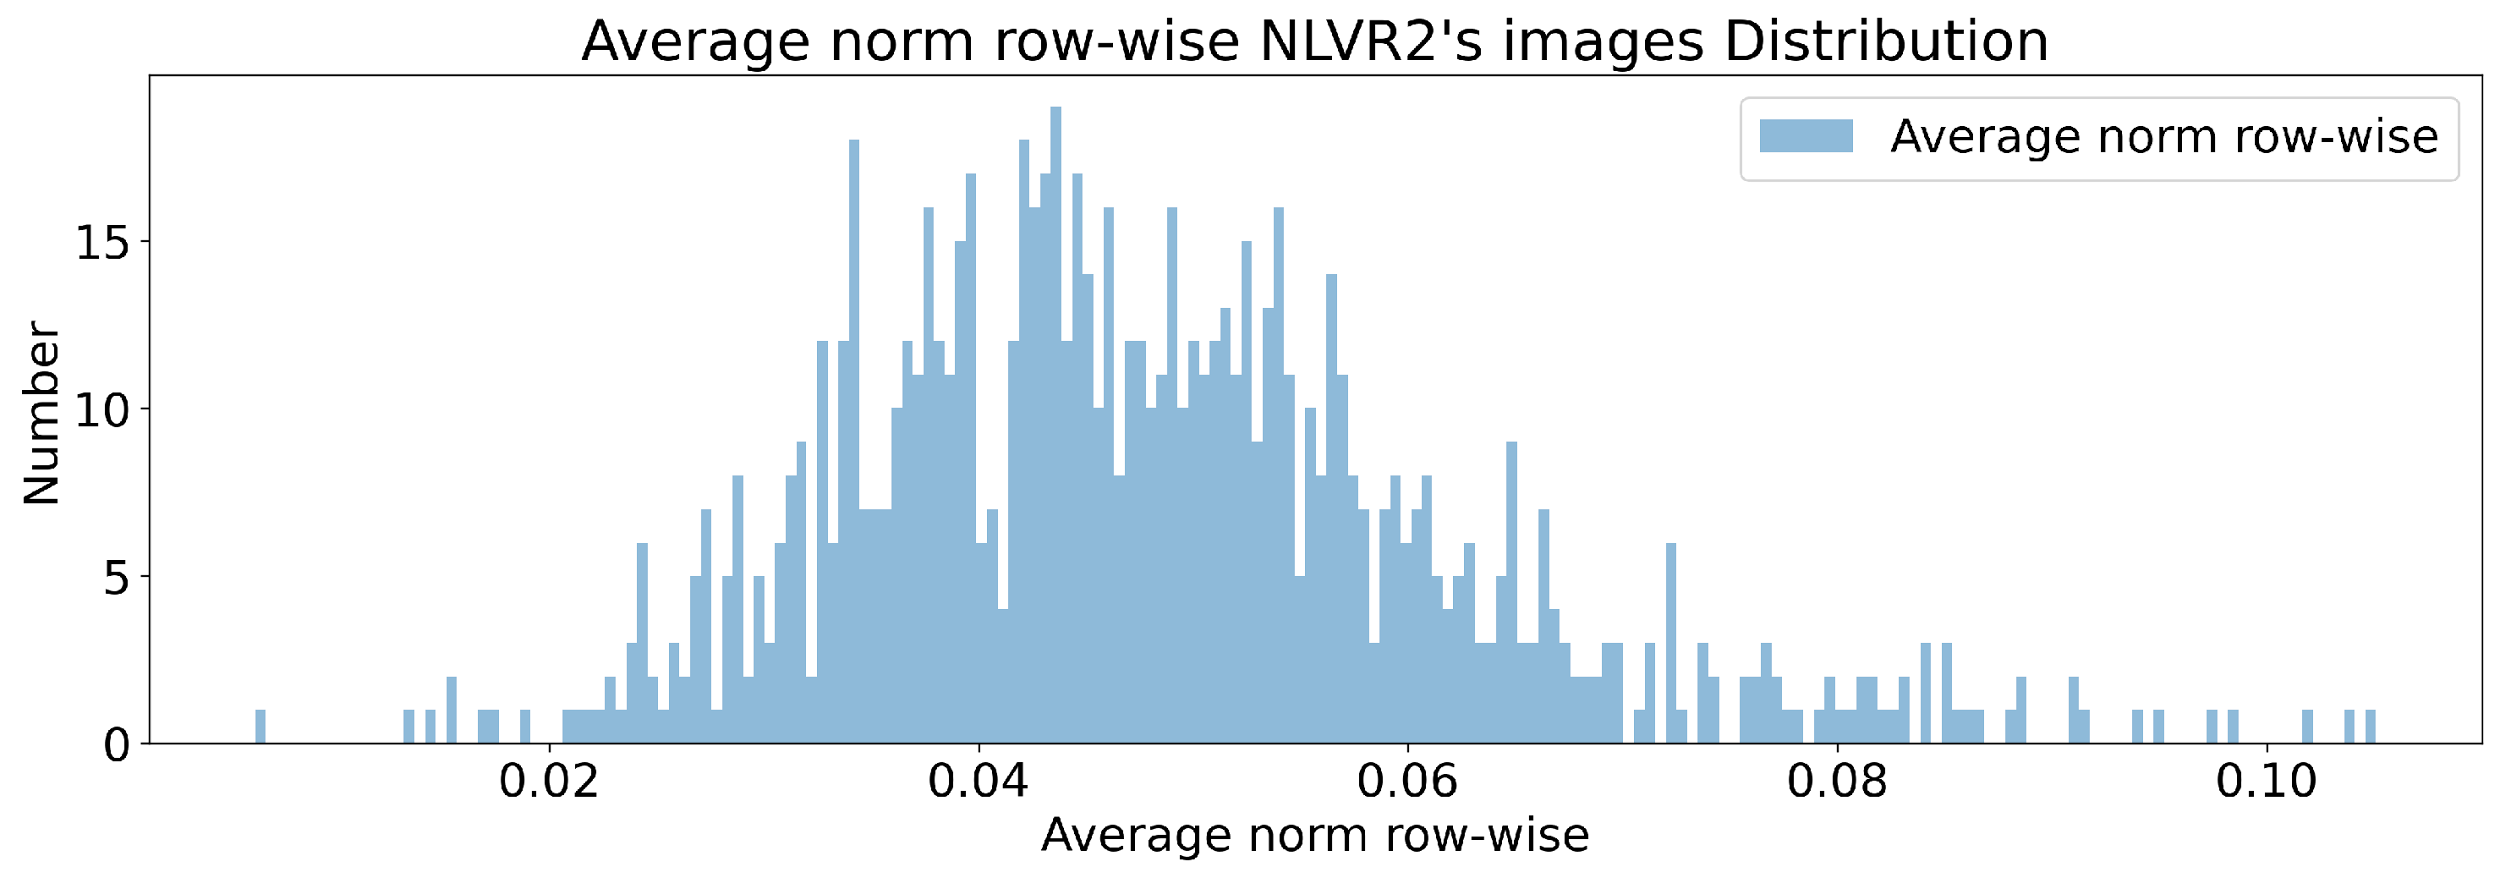 Average norm row-wise NLVR2's images Distribution
Average norm row-wise
15
10
5
0
Number
0.02 0.04 0.06 0.08 0.10
Average norm row-wise